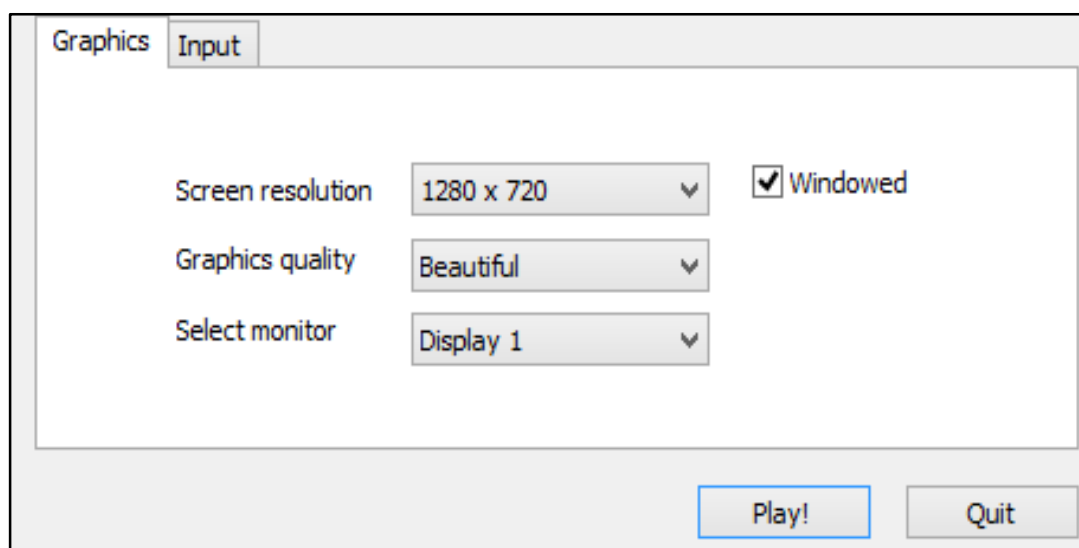 Graphics Input
Screen resolution 1280 x 720 Windowed
Graphics quality Beautiful
Select monitor Display 1
Play! Quit